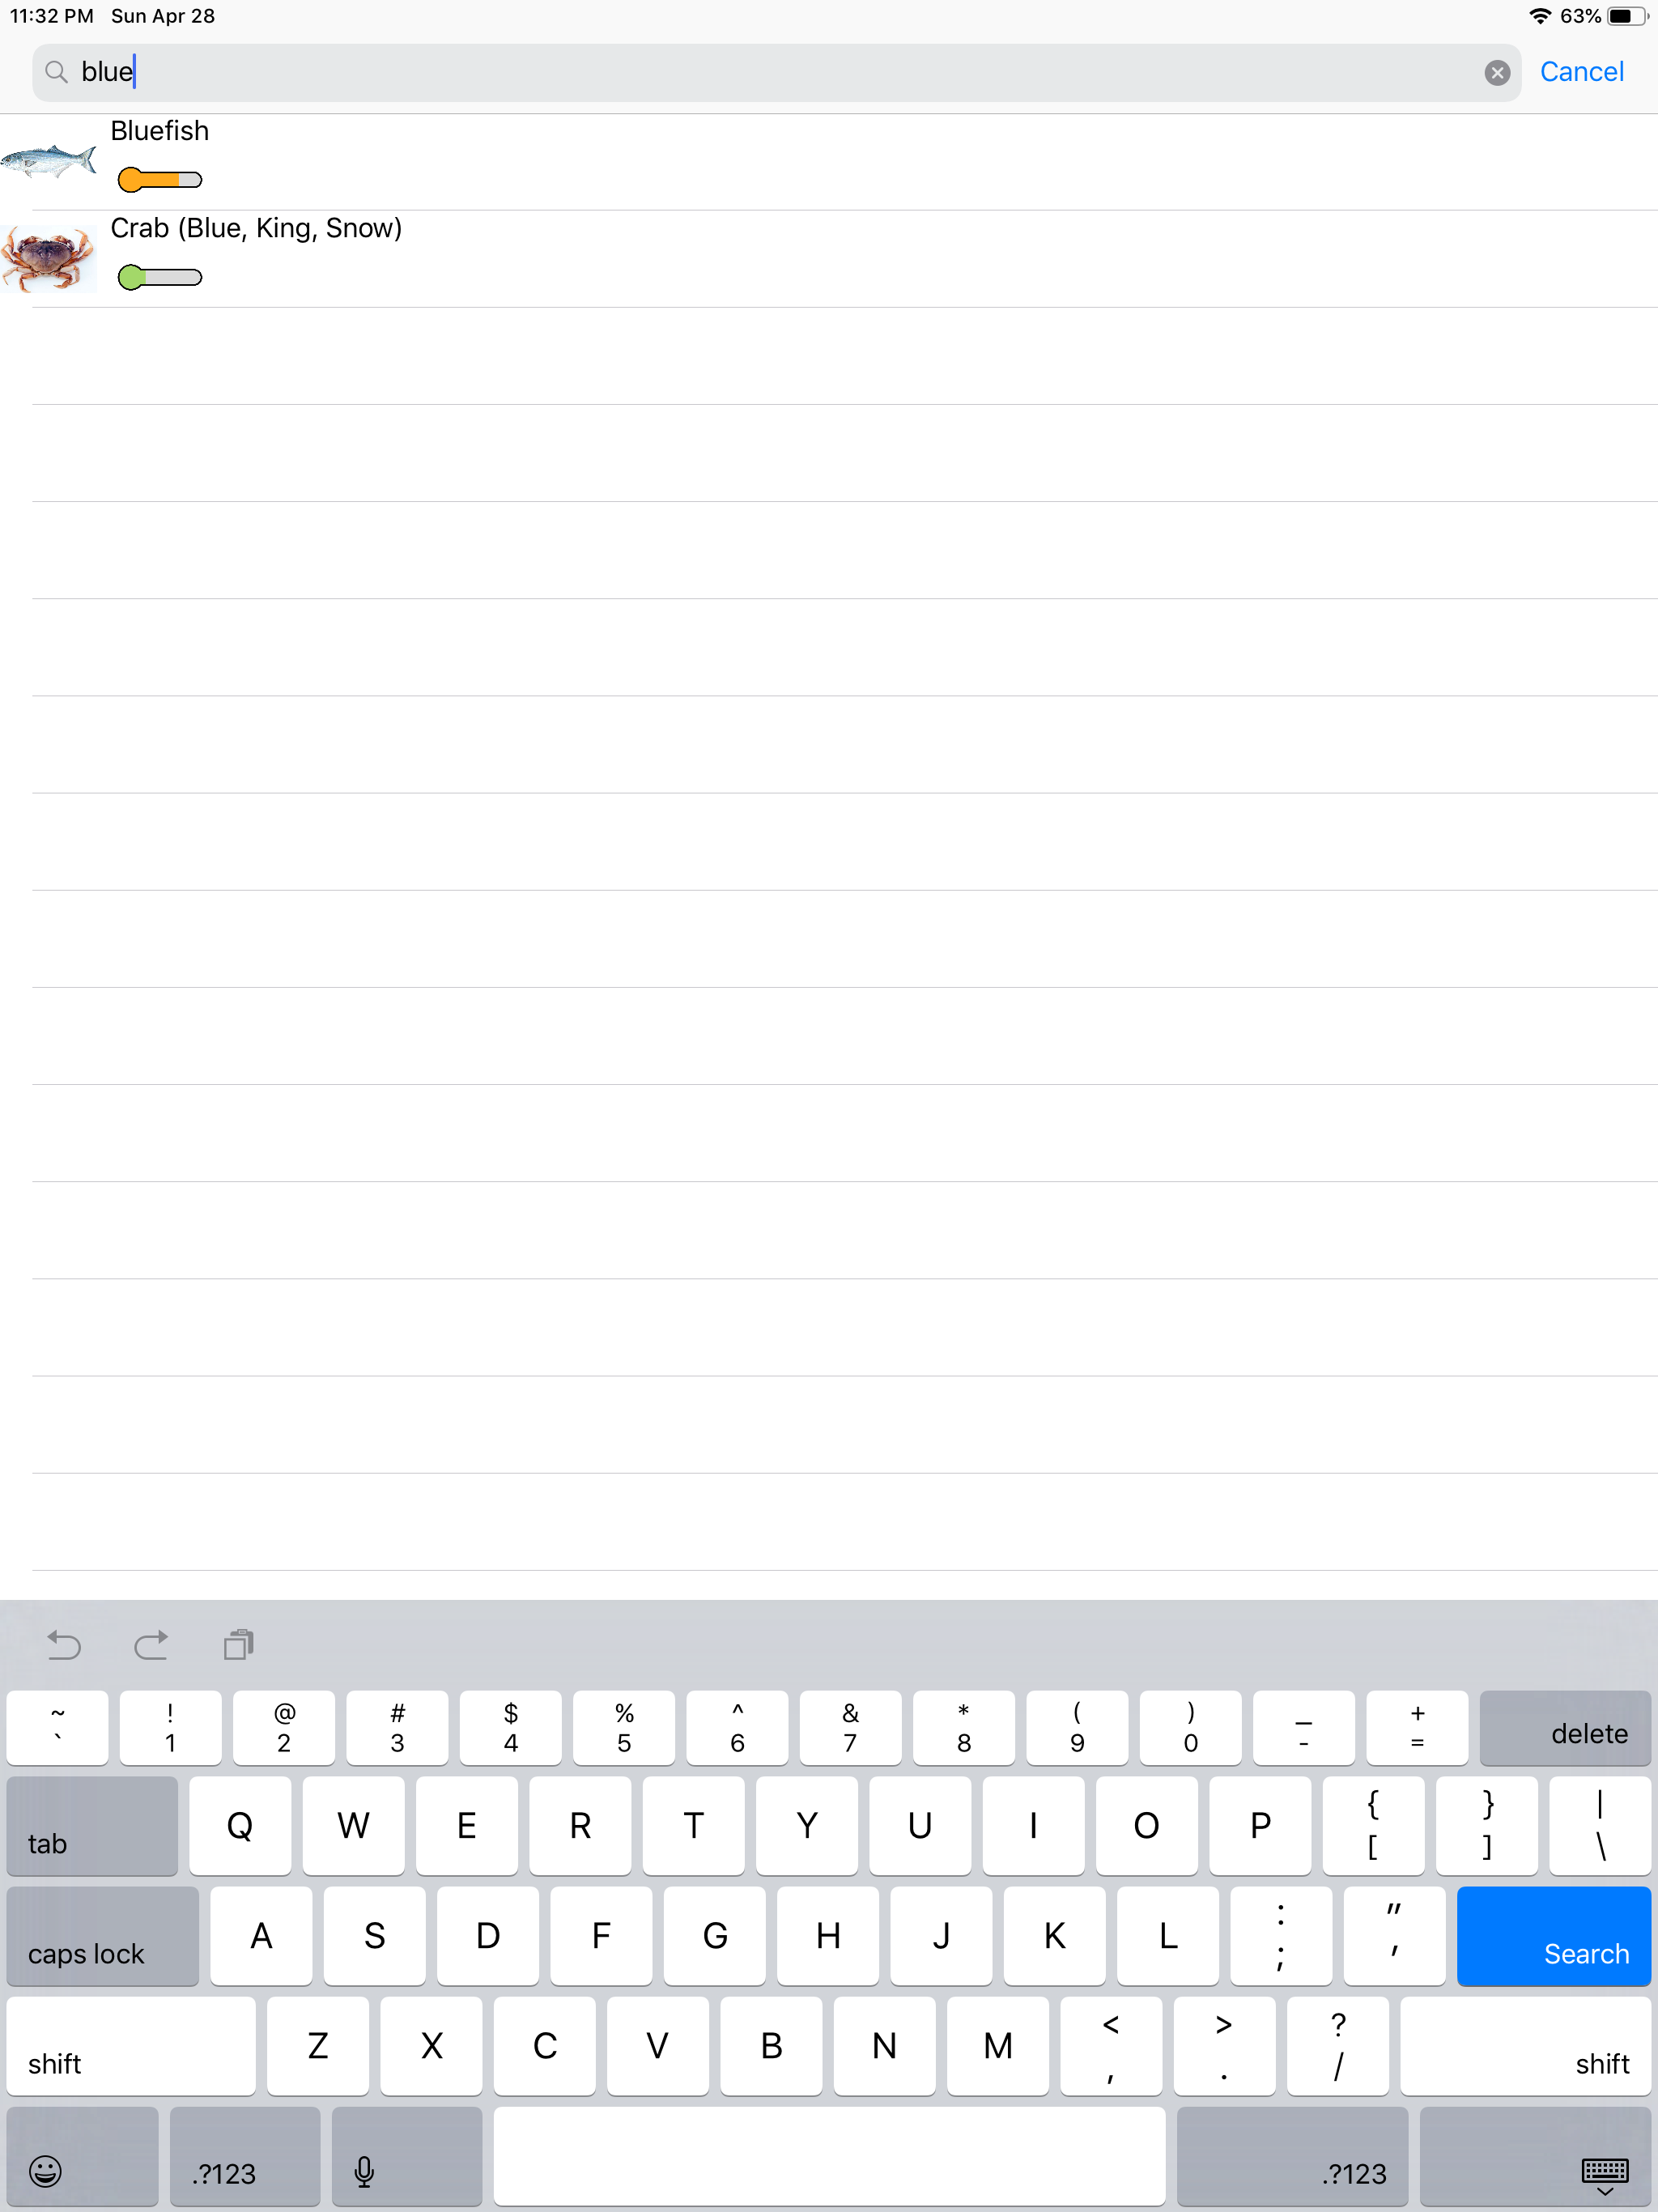 11:32 PM Sun Apr 28 63%
blue Cancel
Bluefish
Crab (Blue, King, Snow)
~ ! @ # $ % ^ & * ( ) _ +
` 1 2 3 4 5 6 7 8 9 0 - = delete
tab Q W E R T Y U I O P { [ } ] | \
caps lock A S D F G H J K L : ; " ' Search
shift Z X C V B N M < , > . ? / shift
.?123 .?123